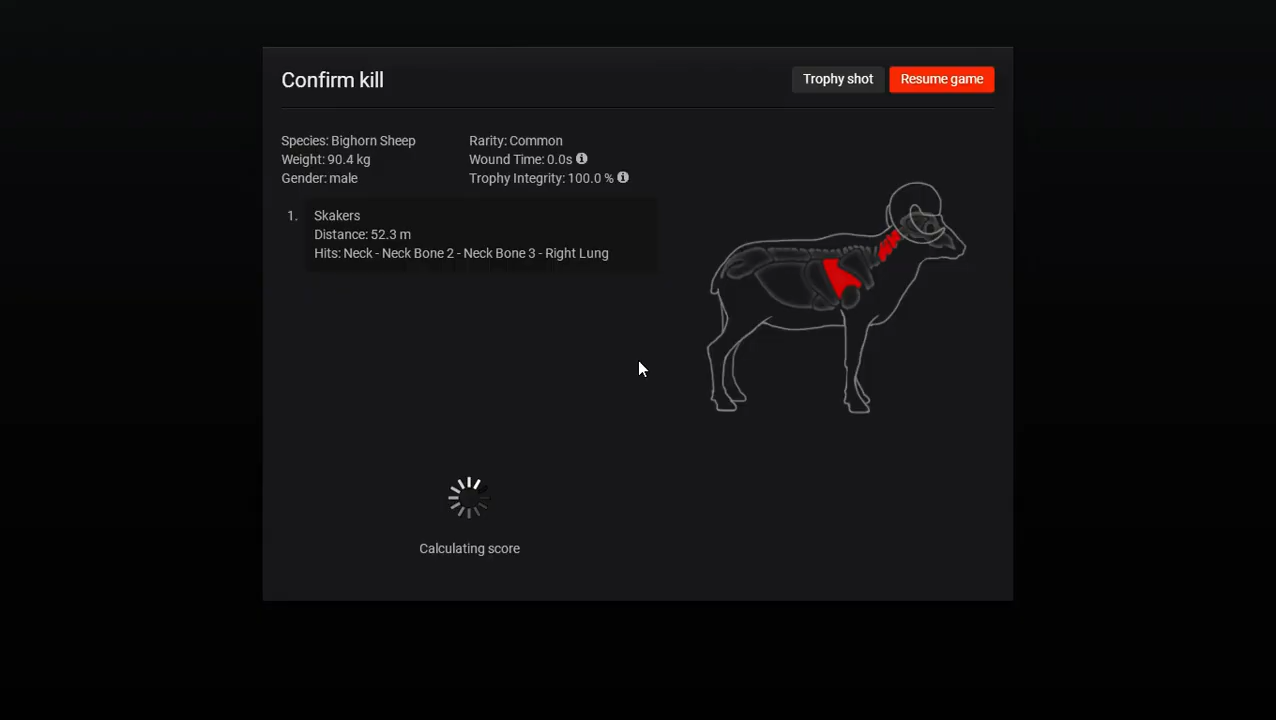 Confirm kill
Trophy shot
Resume game
Species: Bighorn Sheep
Weight: 90.4 kg
Gender: male
Rarity: Common
Wound Time: 0.0s
Trophy Integrity: 100.0 %
1.
Skakers
Distance: 52.3 m
Hits: Neck - Neck Bone 2 - Neck Bone 3 - Right Lung
Calculating score